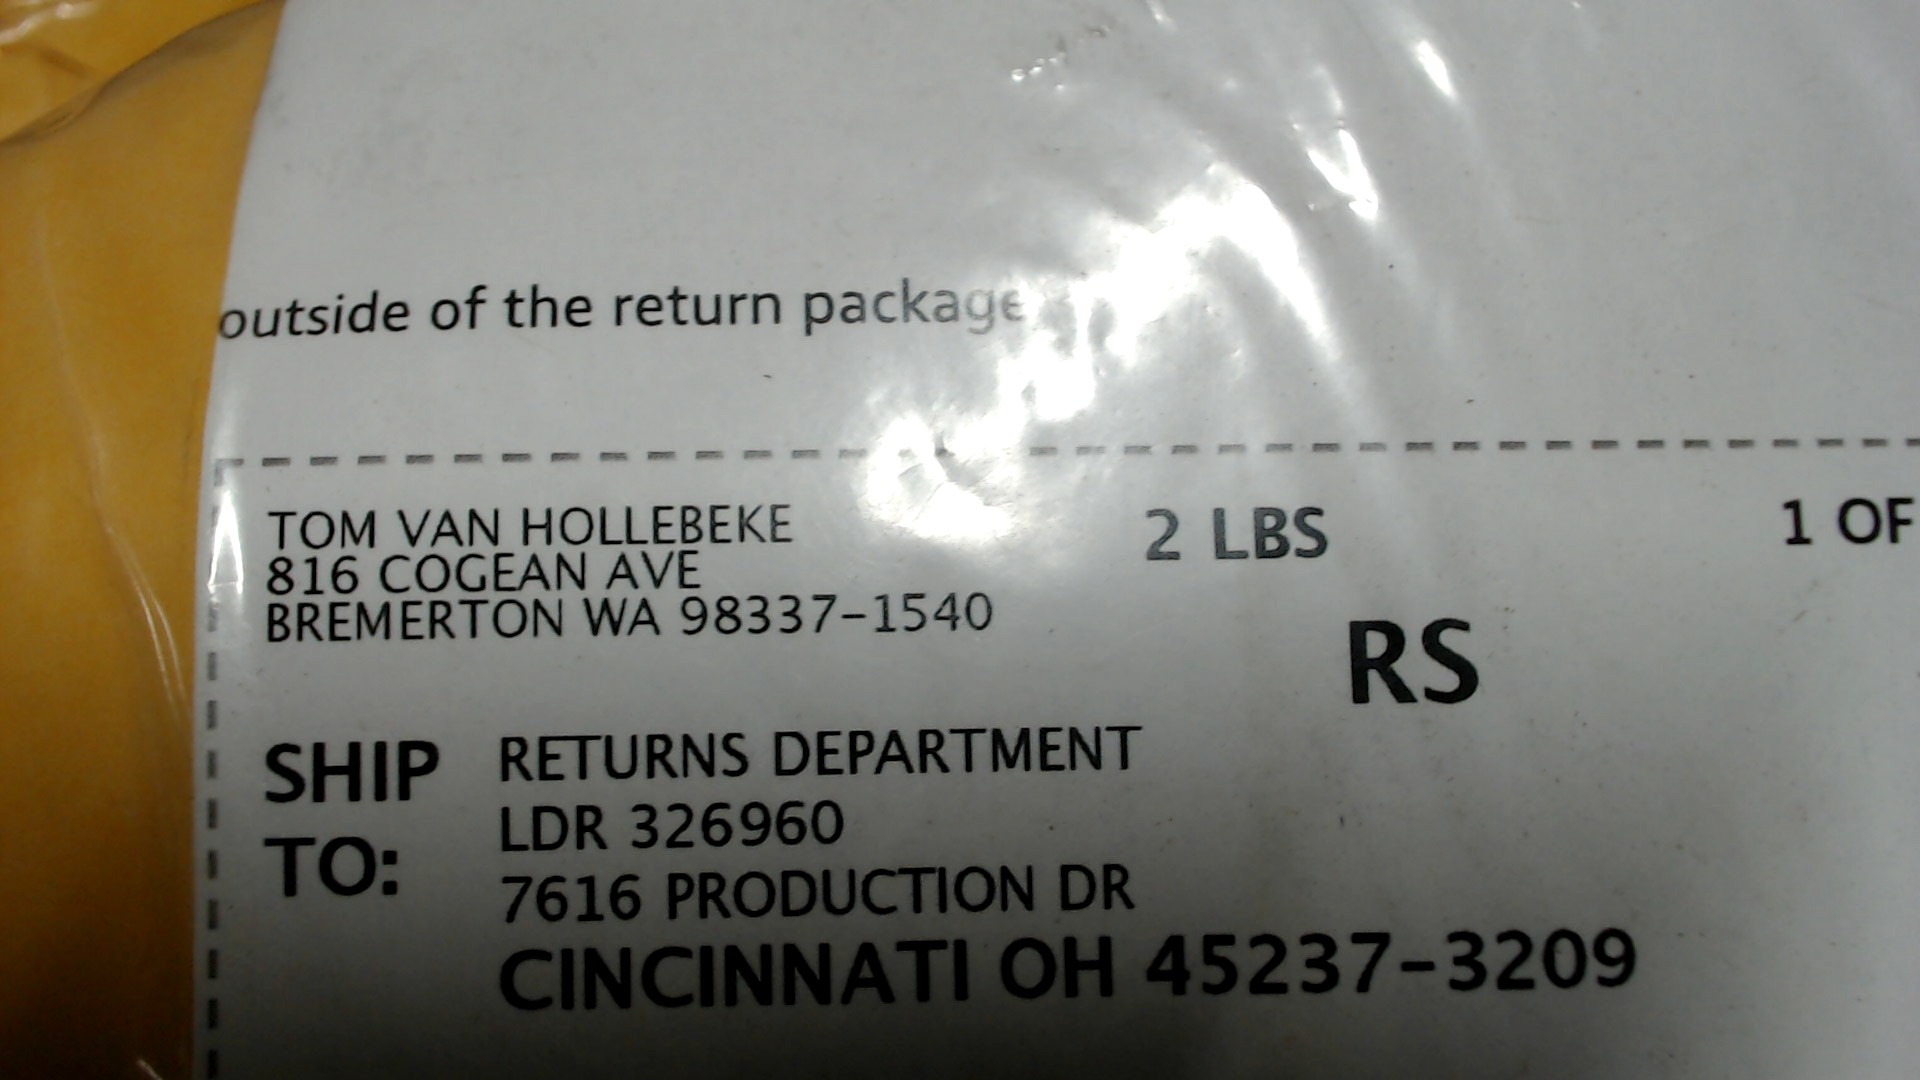 outside of the return package
TOM VAN HOLLEBEKE
816 COGEAN AVE
BREMERTON WA 98337-1540
2 LBS
1 OF
RS
SHIP TO:
RETURNS DEPARTMENT
LDR 326960
7616 PRODUCTION DR
CINCINNATI OH 45237-3209